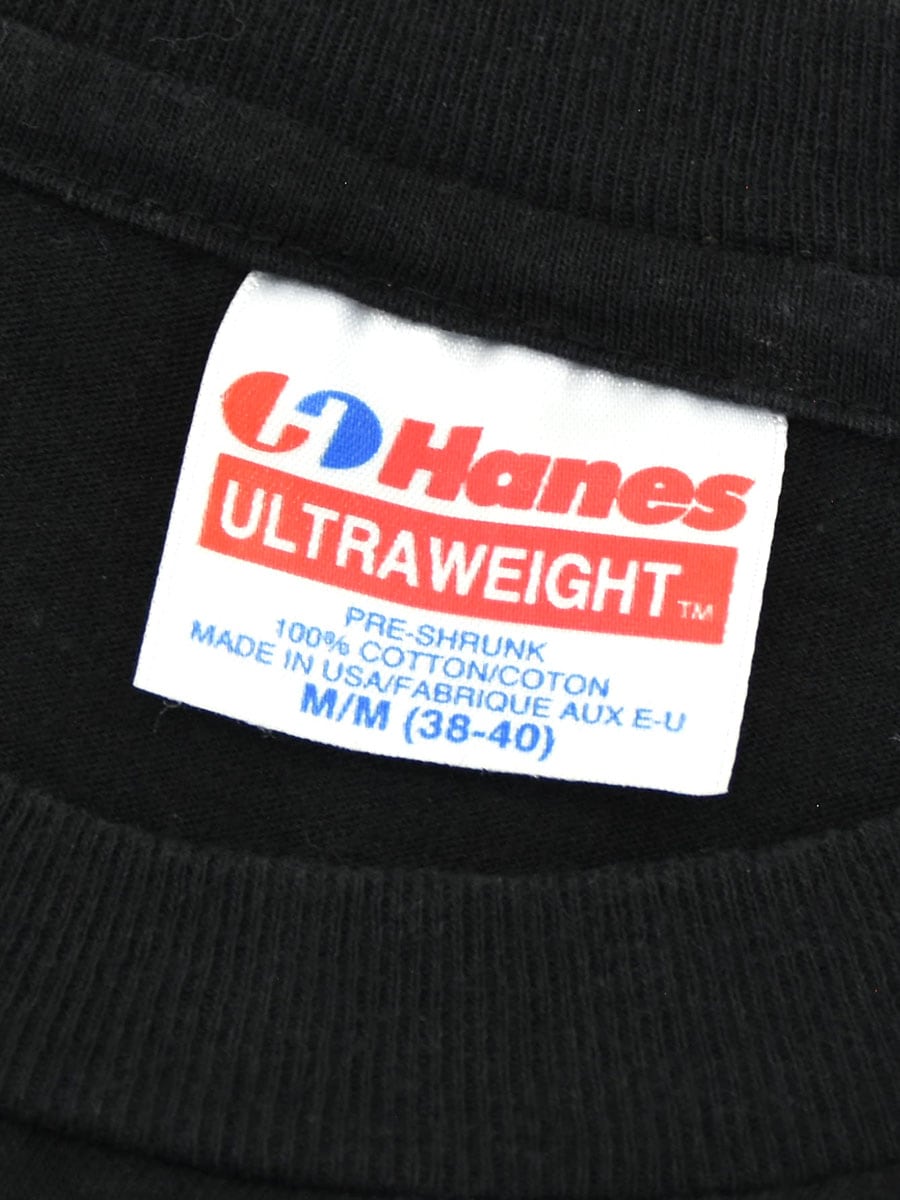 Hanes
ULTRAWEIGHT™
PRE-SHRUNK
100% COTTON/COTON
MADE IN USA/FABRIQUE AUX E-U
M/M (38-40)